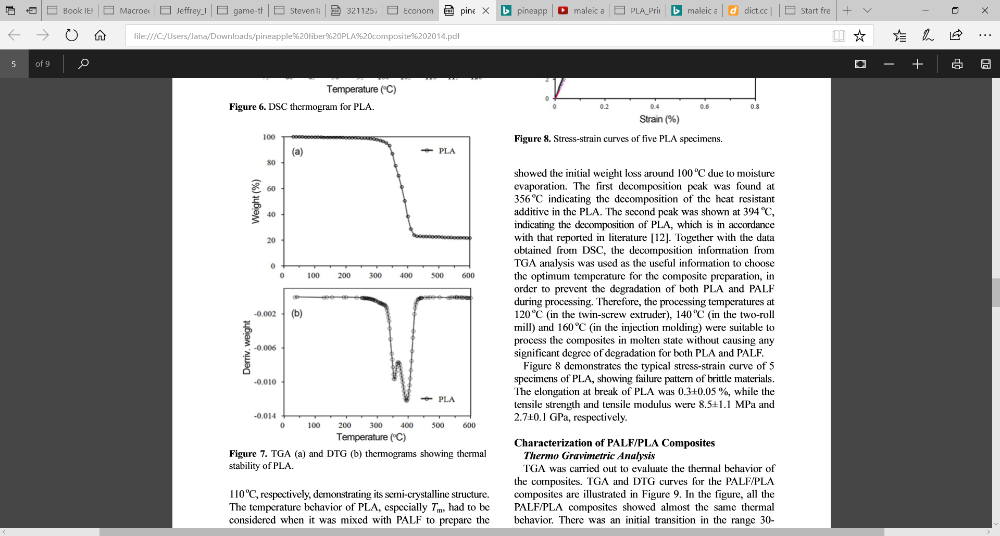 Book IEE
Macroec
Jeffrey_
game-th
StevenTa
3211257
Econom
pine
pineapp
maleic a
PLA_Prin
maleic a
dict.cc |
Start fre
file:///C:/Users/Jana/Downloads/pineapple%20fiber%20PLA%20composite%202014.pdf
5 of 9
Temperature (°C)
Figure 6. DSC thermogram for PLA.
100
80
60
40
20
0
Weight (%)
(a)
PLA
0 100 200 300 400 500 600
-0.002
-0.006
-0.010
-0.014
Derriv. weight
(b)
PLA
0 100 200 300 400 500 600
Temperature (°C)
Figure 7. TGA (a) and DTG (b) thermograms showing thermal
stability of PLA.
110 °C, respectively, demonstrating its semi-crystalline structure.
The temperature behavior of PLA, especially Tm, had to be
considered when it was mixed with PALF to prepare the
2
0
0 0.2 0.4 0.6 0.8
Strain (%)
Figure 8. Stress-strain curves of five PLA specimens.
showed the initial weight loss around 100 °C due to moisture
evaporation. The first decomposition peak was found at
356 °C indicating the decomposition of the heat resistant
additive in the PLA. The second peak was shown at 394 °C,
indicating the decomposition of PLA, which is in accordance
with that reported in literature [12]. Together with the data
obtained from DSC, the decomposition information from
TGA analysis was used as the useful information to choose
the optimum temperature for the composite preparation, in
order to prevent the degradation of both PLA and PALF
during processing. Therefore, the processing temperatures at
120 °C (in the twin-screw extruder), 140 °C (in the two-roll
mill) and 160 °C (in the injection molding) were suitable to
process the composites in molten state without causing any
significant degree of degradation for both PLA and PALF.
Figure 8 demonstrates the typical stress-strain curve of 5
specimens of PLA, showing failure pattern of brittle materials.
The elongation at break of PLA was 0.3±0.05 %, while the
tensile strength and tensile modulus were 8.5±1.1 MPa and
2.7±0.1 GPa, respectively.
Characterization of PALF/PLA Composites
Thermo Gravimetric Analysis
TGA was carried out to evaluate the thermal behavior of
the composites. TGA and DTG curves for the PALF/PLA
composites are illustrated in Figure 9. In the figure, all the
PALF/PLA composites showed almost the same thermal
behavior. There was an initial transition in the range 30-